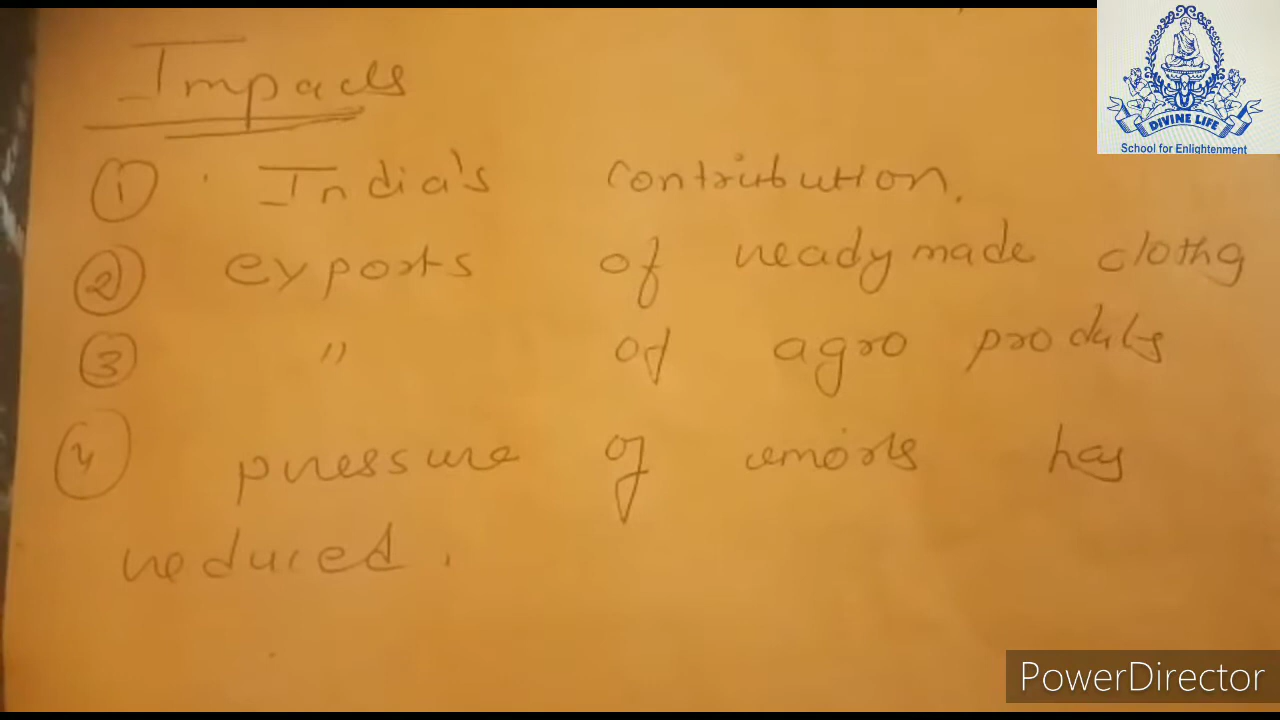 Impacts
DIVINE LIFE
School for Enlightenment
① India's contribution.
② exports of readymade clothg
③ " of agro products
④ pressure of imports has
reduced.
PowerDirector